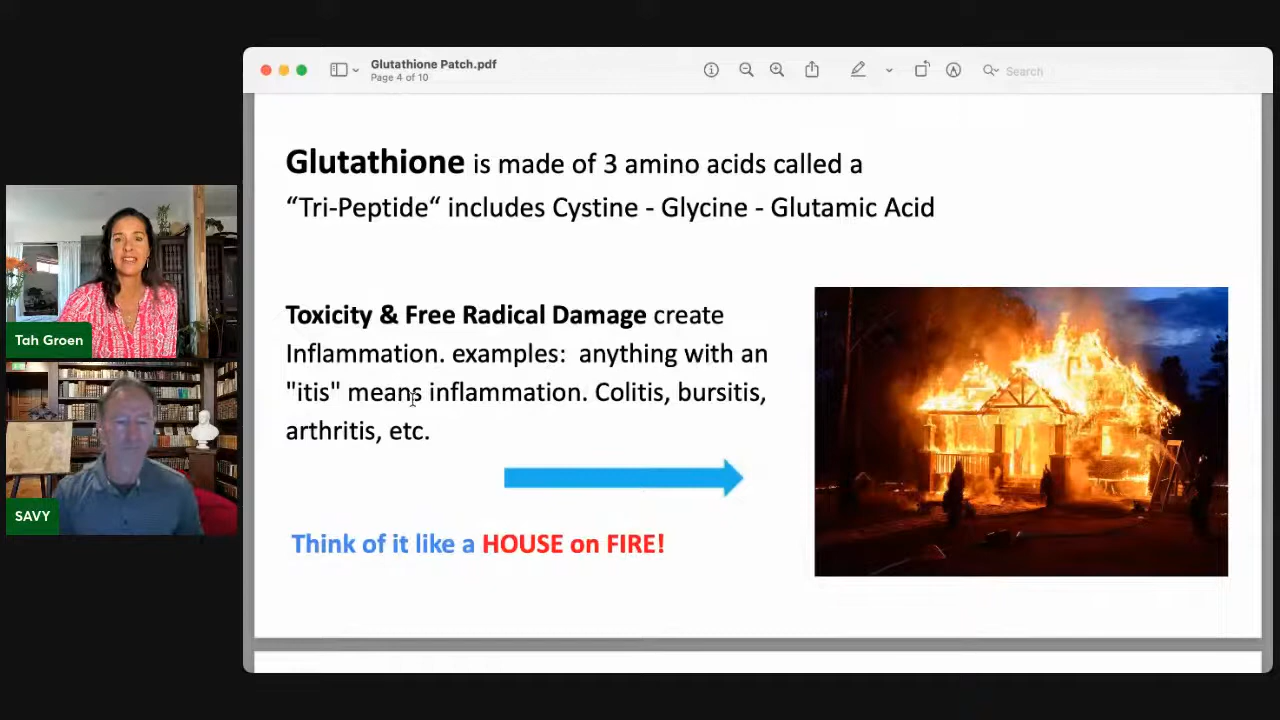 Glutathione Patch.pdf
Page 4 of 10
Search
Glutathione is made of 3 amino acids called a
“Tri-Peptide“ includes Cystine - Glycine - Glutamic Acid
Toxicity & Free Radical Damage create
Inflammation. examples:  anything with an
"itis" means inflammation. Colitis, bursitis,
arthritis, etc.
Think of it like a HOUSE on FIRE!
Tah Groen
SAVY